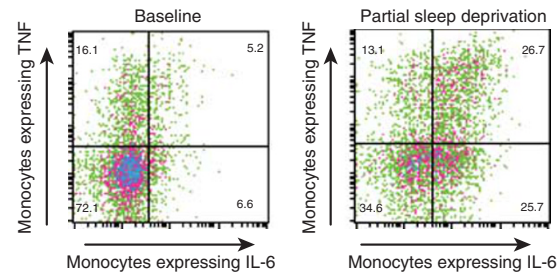 Baseline
Monocytes expressing TNF
16.1
5.2
72.1
6.6
Monocytes expressing IL-6
Partial sleep deprivation
Monocytes expressing TNF
13.1
26.7
34.6
25.7
Monocytes expressing IL-6